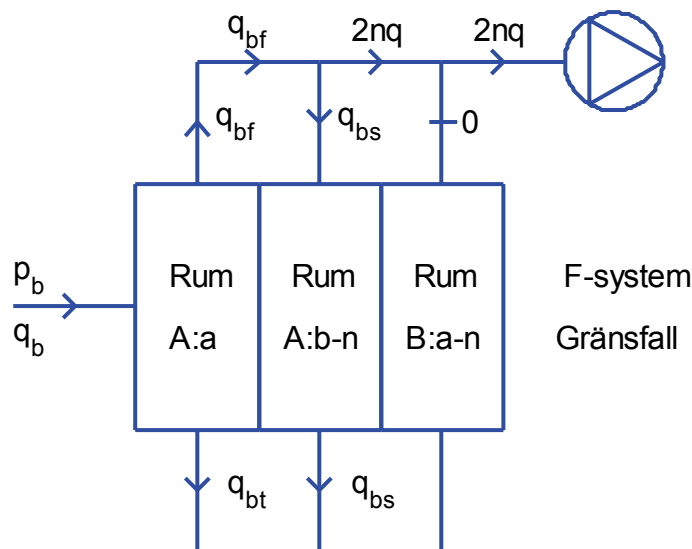 q_bf 2nq 2nq
q_bf q_bs 0
p_b Rum Rum Rum F-system
q_b A:a A:b-n B:a-n Gränsfall
q_bt q_bs